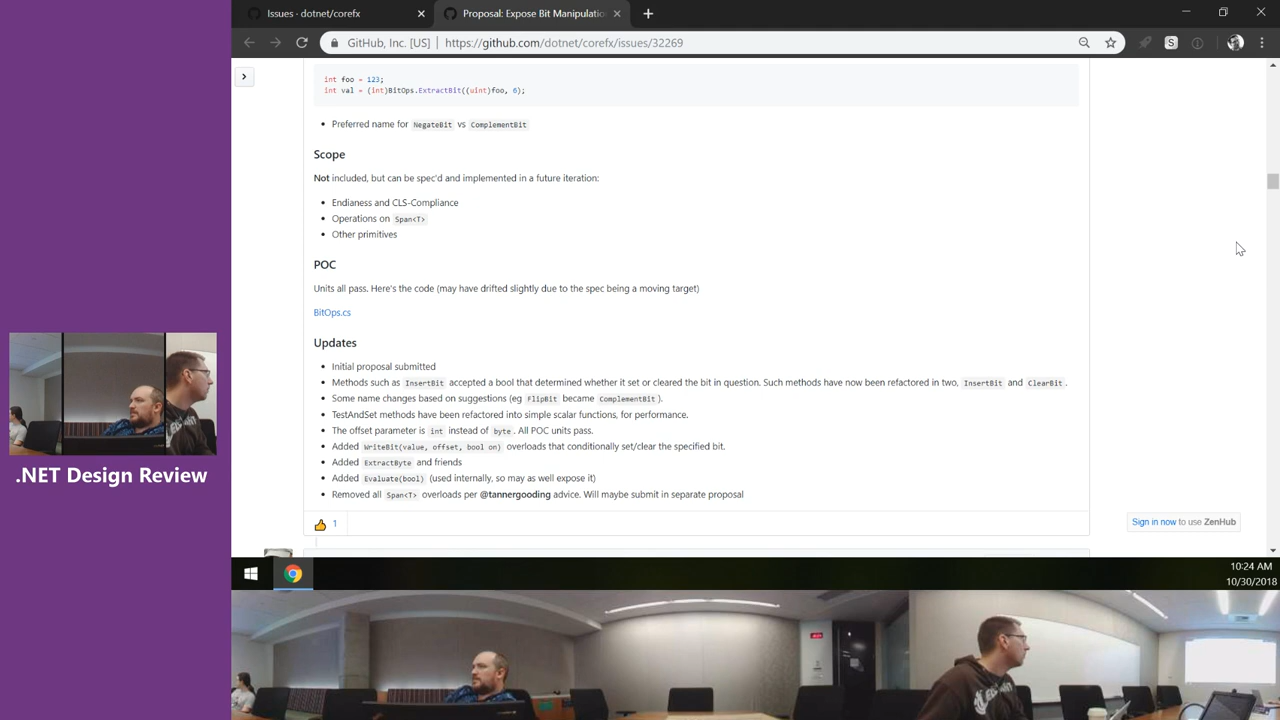 Issues · dotnet/corefx
Proposal: Expose Bit Manipulatio
GitHub, Inc. [US] | https://github.com/dotnet/corefx/issues/32269
int foo = 123;
int val = (int)BitOps.ExtractBit((uint)foo, 6);
• Preferred name for NegateBit vs ComplementBit
Scope
Not included, but can be spec'd and implemented in a future iteration:
• Endianess and CLS-Compliance
• Operations on Span<T>
• Other primitives
POC
Units all pass. Here's the code (may have drifted slightly due to the spec being a moving target)
BitOps.cs
Updates
• Initial proposal submitted
• Methods such as InsertBit accepted a bool that determined whether it set or cleared the bit in question. Such methods have now been refactored in two, InsertBit and ClearBit.
• Some name changes based on suggestions (eg FlipBit became ComplementBit).
• TestAndSet methods have been refactored into simple scalar functions, for performance.
• The offset parameter is int instead of byte. All POC units pass.
• Added WriteBit(value, offset, bool on) overloads that conditionally set/clear the specified bit.
• Added ExtractByte and friends
• Added Evaluate(bool) (used internally, so may as well expose it)
• Removed all Span<T> overloads per @tannergooding advice. Will maybe submit in separate proposal
1
Sign in now to use ZenHub
10:24 AM
10/30/2018
.NET Design Review